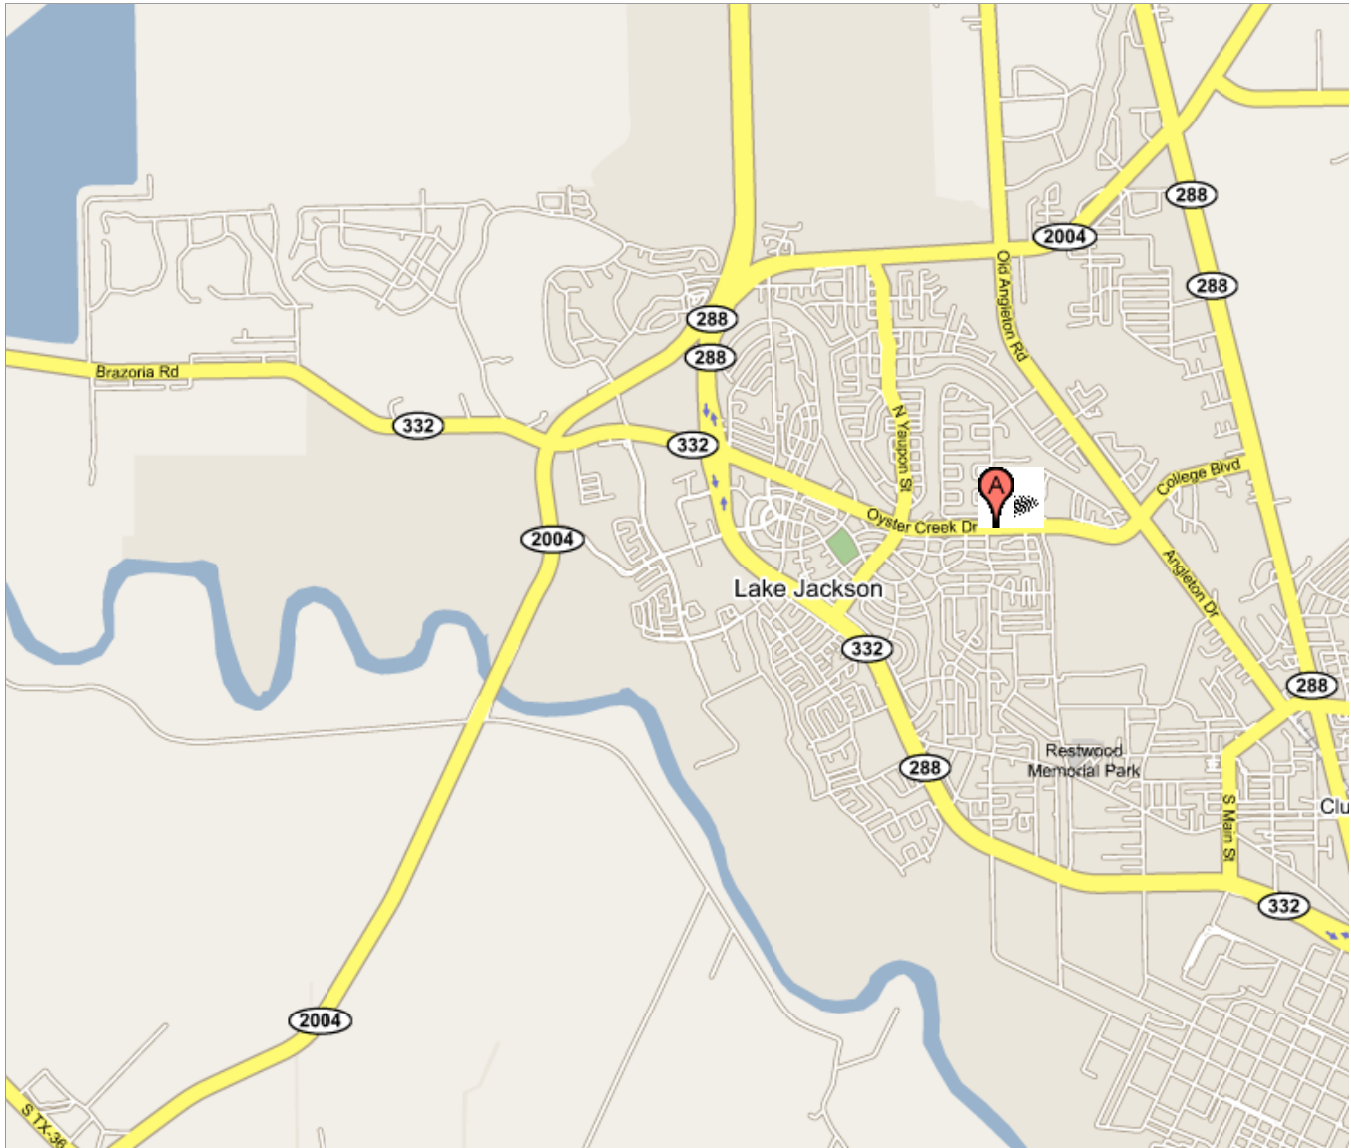 288
2004
Old Angleton Rd
288
288
288
Brazoria Rd
332
N Yaupon St
332
A
College Blvd
Oyster Creek Dr
2004
Angleton Dr
Lake Jackson
332
288
Restwood
Memorial Park
288
S Main St
Clu
332
2004
S TX-36